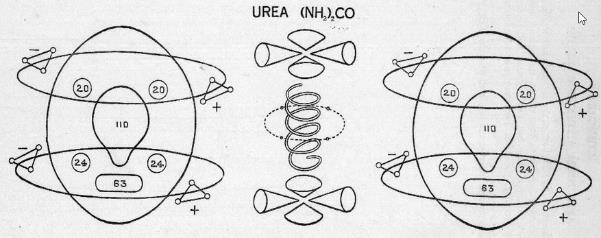 UREA (NH₂)₂CO
− −
20 20 20 20
+ +
110 110
− −
24 24 24 24
63 63
+ +